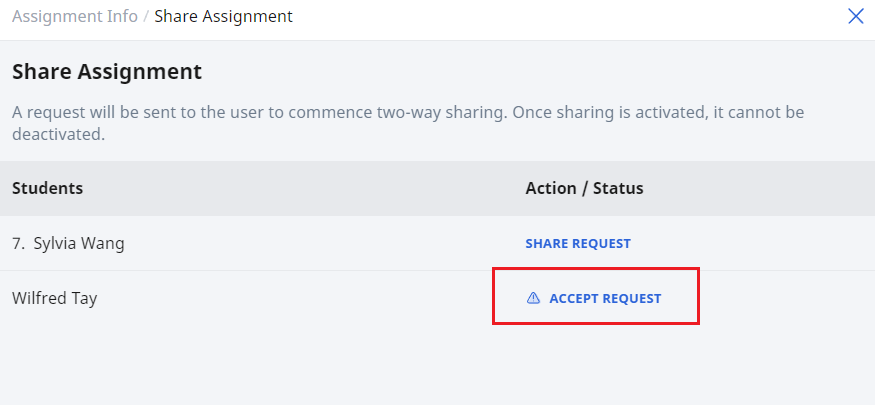 Assignment Info / Share Assignment
Share Assignment
A request will be sent to the user to commence two-way sharing. Once sharing is activated, it cannot be
deactivated.
Students Action / Status
7. Sylvia Wang SHARE REQUEST
Wilfred Tay ACCEPT REQUEST